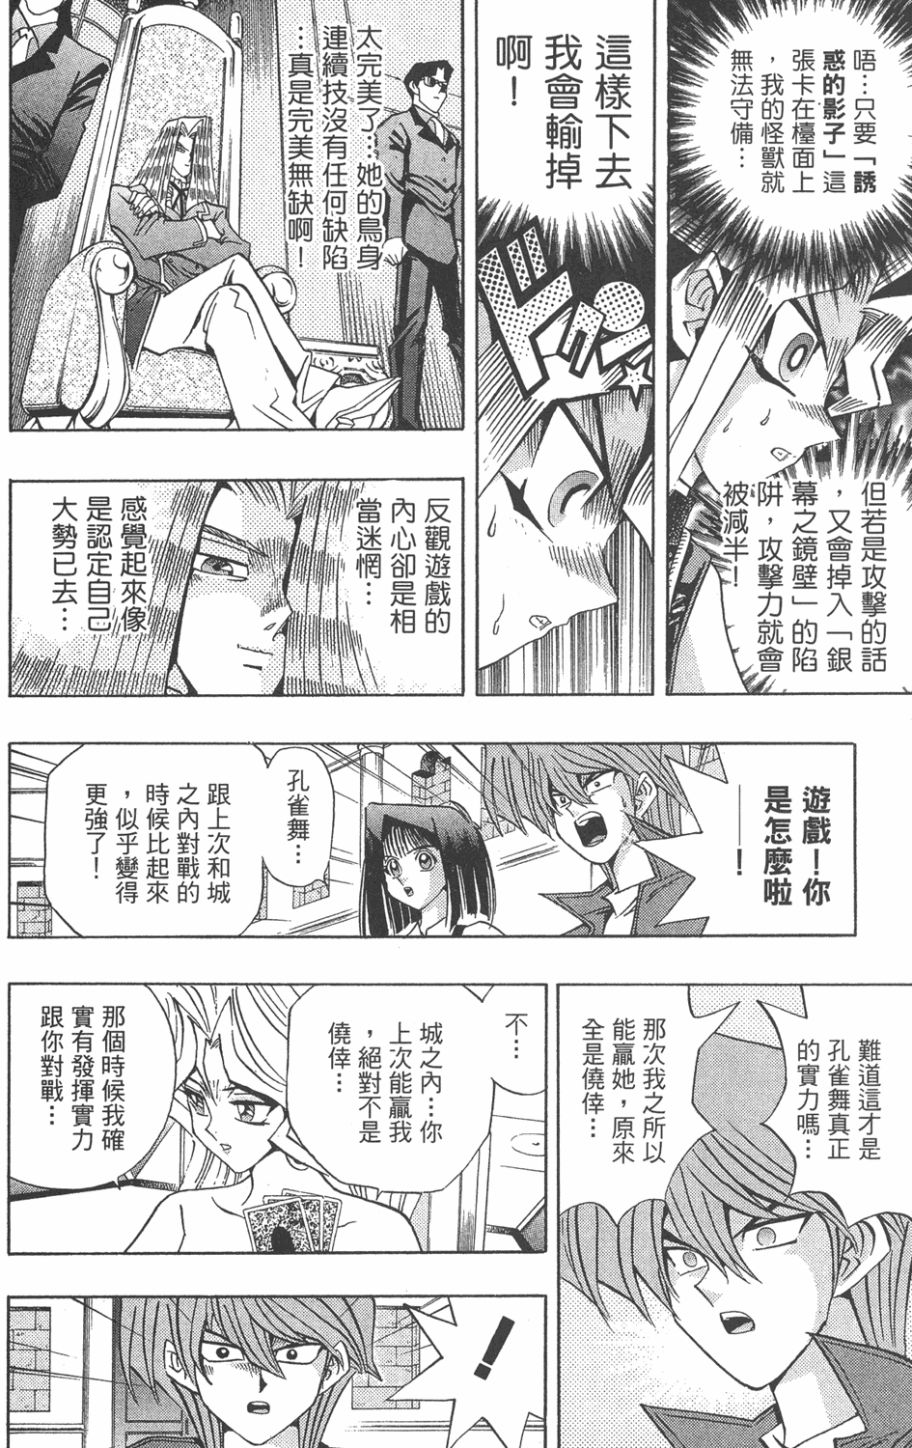 唔…只要「誘
惑的影子」這
張卡在檯面上
，我的怪獸就
無法守備…
但若是攻擊的話
，又會掉入「銀
幕之鏡壁」的陷
阱，攻擊力就會
被減半！
這樣下去
我會輸掉
啊！
ドガーン☆
太完美了…她的鳥身
連續技沒有任何缺陷
…真是完美無缺啊！
反觀遊戲的
內心卻是相
當迷惘…
感覺起來像
是認定自己
大勢已去…
遊戲！你
是怎麼啦
——！
孔雀舞…
跟上次和城
之內對戰的
時候比起來
，似乎變得
更強了！
難道這才是
孔雀舞真正
的實力嗎…
那次我之所以
能贏她，原來
全是僥倖…
不…
城之內…你
上次能贏我
，絕對不是
僥倖…
那個時候我確
實有發揮實力
跟你對戰…
！